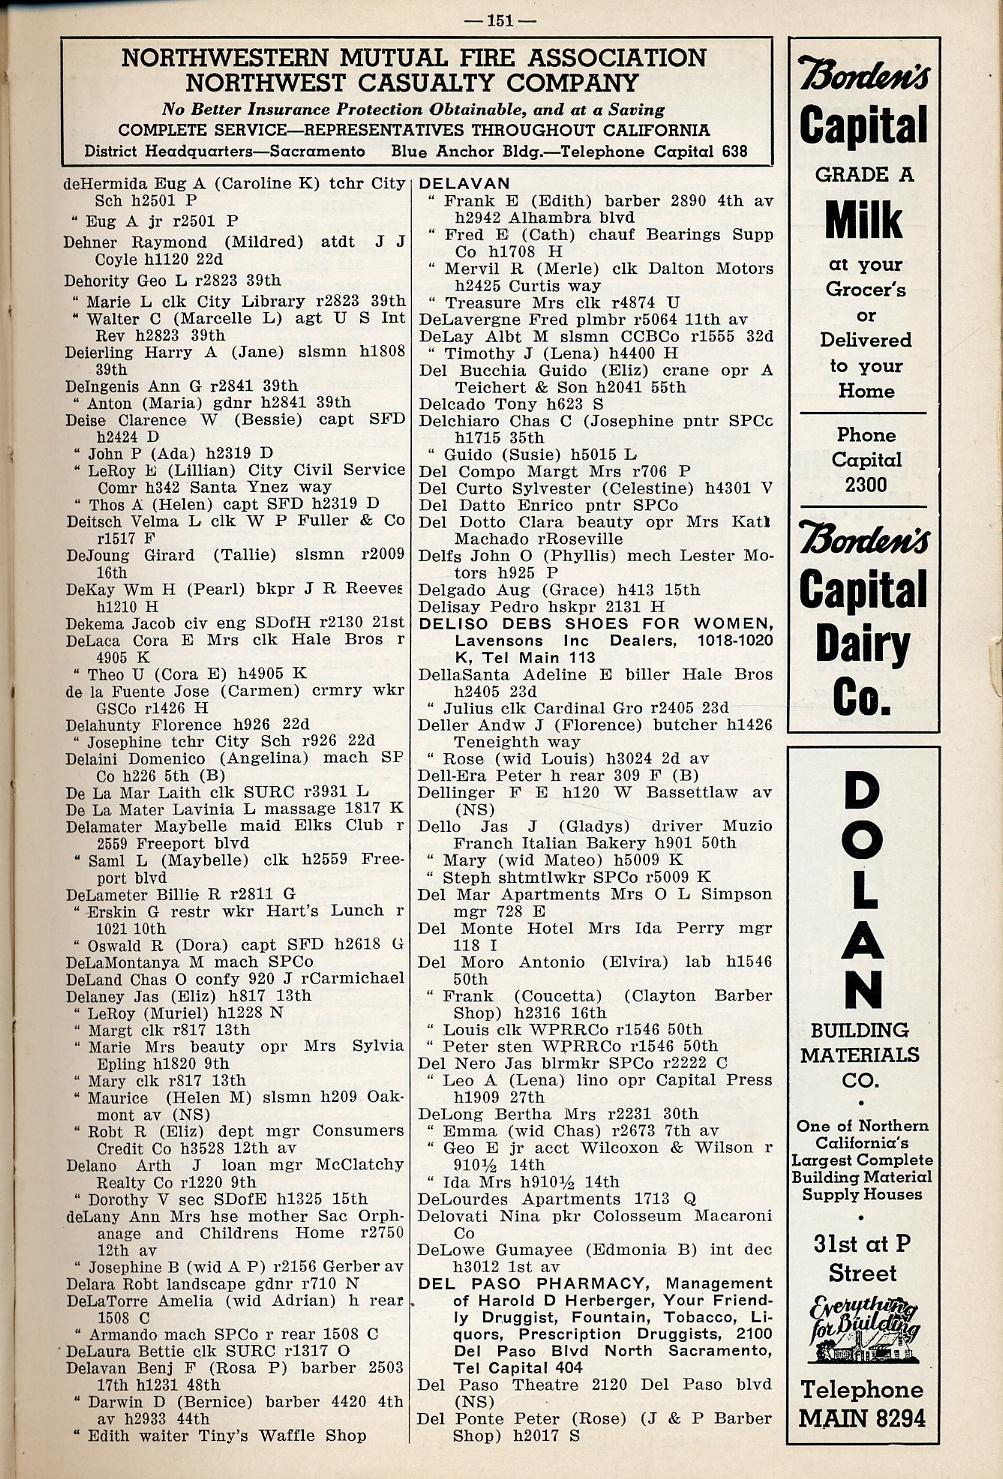 — 151 —
NORTHWESTERN MUTUAL FIRE ASSOCIATION
NORTHWEST CASUALTY COMPANY
No Better Insurance Protection Obtainable, and at a Saving
COMPLETE SERVICE—REPRESENTATIVES THROUGHOUT CALIFORNIA
District Headquarters—Sacramento Blue Anchor Bldg.—Telephone Capital 638
deHermida Eug A (Caroline K) tchr City
Sch h2501 P
" Eug A jr r2501 P
Dehner Raymond (Mildred) atdt J J
Coyle h1120 22d
Dehority Geo L r2823 39th
" Marie L clk City Library r2823 39th
" Walter C (Marcelle L) agt U S Int
Rev h2823 39th
Deierling Harry A (Jane) slsmn h1808
39th
DeIngenis Ann G r2841 39th
" Anton (Maria) gdnr h2841 39th
Deise Clarence W (Bessie) capt SFD
h2424 D
" John P (Ada) h2319 D
" LeRoy E (Lillian) City Civil Service
Comr h342 Santa Ynez way
" Thos A (Helen) capt SFD h2319 D
Deitsch Velma L clk W P Fuller & Co
r1517 F
DeJoung Girard (Tallie) slsmn r2009
16th
DeKay Wm H (Pearl) bkpr J R Reeves
h1210 H
Dekema Jacob civ eng SDofH r2130 21st
DeLaca Cora E Mrs clk Hale Bros r
4905 K
" Theo U (Cora E) h4905 K
de la Fuente Jose (Carmen) crmry wkr
GSCo r1426 H
Delahunty Florence h926 22d
" Josephine tchr City Sch r926 22d
Delaini Domenico (Angelina) mach SP
Co h226 5th (B)
De La Mar Laith clk SURC r3931 L
De La Mater Lavinia L massage 1817 K
Delamater Maybelle maid Elks Club r
2559 Freeport blvd
" Saml L (Maybelle) clk h2559 Free-
port blvd
DeLameter Billie R r2811 G
" Erskin G restr wkr Hart's Lunch r
1021 10th
" Oswald R (Dora) capt SFD h2618 G
DeLaMontanya M mach SPCo
DeLand Chas O confy 920 J rCarmichael
Delaney Jas (Eliz) h817 13th
" LeRoy (Muriel) h1228 N
" Margt clk r817 13th
" Marie Mrs beauty opr Mrs Sylvia
Epling h1820 9th
" Mary clk r817 13th
" Maurice (Helen M) slsmn h209 Oak-
mont av (NS)
" Robt R (Eliz) dept mgr Consumers
Credit Co h3528 12th av
Delano Arth J loan mgr McClatchy
Realty Co r1220 9th
" Dorothy V sec SDofE h1325 15th
deLany Ann Mrs hse mother Sac Orph-
anage and Childrens Home r2750
12th av
" Josephine B (wid A P) r2156 Gerber av
Delara Robt landscape gdnr r710 N
DeLaTorre Amelia (wid Adrian) h rear
1508 C
" Armando mach SPCo r rear 1508 C
DeLaura Bettie clk SURC r1317 O
Delavan Benj F (Rosa P) barber 2503
17th h1231 48th
" Darwin D (Bernice) barber 4420 4th
av h2933 44th
" Edith waiter Tiny's Waffle Shop
DELAVAN
" Frank E (Edith) barber 2890 4th av
h2942 Alhambra blvd
" Fred E (Cath) chauf Bearings Supp
Co h1708 H
" Mervil R (Merle) clk Dalton Motors
h2425 Curtis way
" Treasure Mrs clk r4874 U
DeLavergne Fred plmbr r5064 11th av
DeLay Albt M slsmn CCBCo r1555 32d
" Timothy J (Lena) h4400 H
Del Bucchia Guido (Eliz) crane opr A
Teichert & Son h2041 55th
Delcado Tony h623 S
Delchiaro Chas C (Josephine pntr SPCc
h1715 35th
" Guido (Susie) h5015 L
Del Compo Margt Mrs r706 P
Del Curto Sylvester (Celestine) h4301 V
Del Datto Enrico pntr SPCo
Del Dotto Clara beauty opr Mrs Kath
Machado rRoseville
Delfs John O (Phyllis) mech Lester Mo-
tors h925 P
Delgado Aug (Grace) h413 15th
Delisay Pedro hskpr 2131 H
DELISO DEBS SHOES FOR WOMEN,
Lavensons Inc Dealers, 1018-1020
K, Tel Main 113
DellaSanta Adeline E biller Hale Bros
h2405 23d
" Julius clk Cardinal Gro r2405 23d
Deller Andw J (Florence) butcher h1426
Teneighth way
" Rose (wid Louis) h3024 2d av
Dell-Era Peter h rear 309 F (B)
Dellinger F E h120 W Bassettlaw av
(NS)
Dello Jas J (Gladys) driver Muzio
Franch Italian Bakery h901 50th
" Mary (wid Mateo) h5009 K
" Steph shtmtlwkr SPCo r5009 K
Del Mar Apartments Mrs O L Simpson
mgr 728 E
Del Monte Hotel Mrs Ida Perry mgr
118 I
Del Moro Antonio (Elvira) lab h1546
50th
" Frank (Coucetta) (Clayton Barber
Shop) h2316 16th
" Louis clk WPRRCo r1546 50th
" Peter sten WPRRCo r1546 50th
Del Nero Jas blrmkr SPCo r2222 C
" Leo A (Lena) lino opr Capital Press
h1909 27th
DeLong Bertha Mrs r2231 30th
" Emma (wid Chas) r2673 7th av
" Geo E jr acct Wilcoxon & Wilson r
910½ 14th
" Ida Mrs h910½ 14th
DeLourdes Apartments 1713 Q
Delovati Nina pkr Colosseum Macaroni
Co
DeLowe Gumayee (Edmonia B) int dec
h3012 1st av
DEL PASO PHARMACY, Management
of Harold D Herberger, Your Friend-
ly Druggist, Fountain, Tobacco, Li-
quors, Prescription Druggists, 2100
Del Paso Blvd North Sacramento,
Tel Capital 404
Del Paso Theatre 2120 Del Paso blvd
(NS)
Del Ponte Peter (Rose) (J & P Barber
Shop) h2017 S
Borden's
Capital
GRADE A
Milk
at your
Grocer's
or
Delivered
to your
Home
Phone
Capital
2300
Borden's
Capital
Dairy
Co.
DOLAN
BUILDING
MATERIALS
CO.
•
One of Northern
California's
Largest Complete
Building Material
Supply Houses
•
31st at P
Street
Everything
for Building
Telephone
MAIN 8294